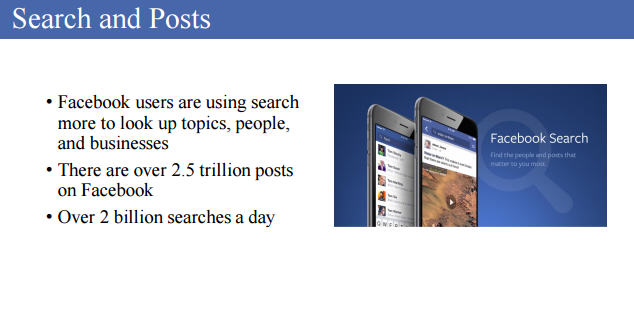 Search and Posts
• Facebook users are using search
more to look up topics, people,
and businesses
• There are over 2.5 trillion posts
on Facebook
• Over 2 billion searches a day
Facebook Search
Find the people and posts that
matter to you most.